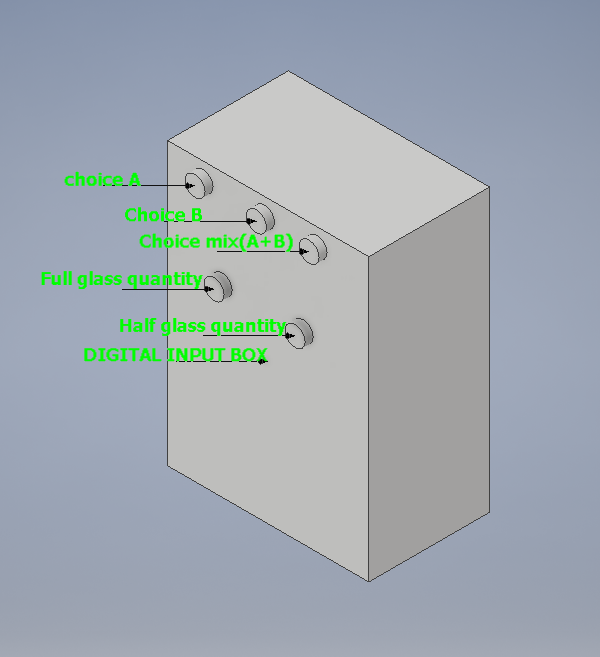 choice A
Choice B
Choice mix(A+B)
Full glass quantity
Half glass quantity
DIGITAL INPUT BOX